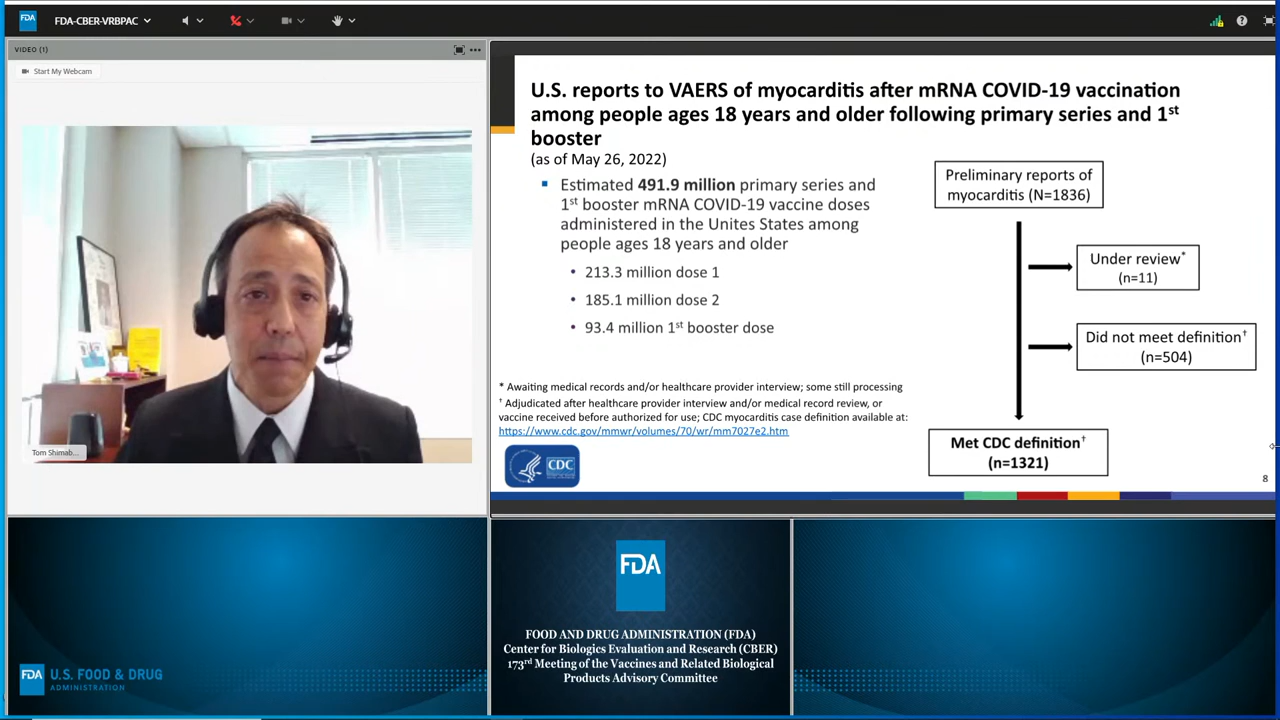 FDA
FDA-CBER-VRBPAC
VIDEO (1)
Start My Webcam
Tom Shimab...
U.S. reports to VAERS of myocarditis after mRNA COVID-19 vaccination
among people ages 18 years and older following primary series and 1st
booster
(as of May 26, 2022)
Estimated 491.9 million primary series and
1st booster mRNA COVID-19 vaccine doses
administered in the Unites States among
people ages 18 years and older
• 213.3 million dose 1
• 185.1 million dose 2
• 93.4 million 1st booster dose
Preliminary reports of
myocarditis (N=1836)
Under review*
(n=11)
Did not meet definition†
(n=504)
Met CDC definition†
(n=1321)
* Awaiting medical records and/or healthcare provider interview; some still processing
† Adjudicated after healthcare provider interview and/or medical record review, or
vaccine received before authorized for use; CDC myocarditis case definition available at:
https://www.cdc.gov/mmwr/volumes/70/wr/mm7027e2.htm
CDC
8
FDA
FOOD AND DRUG ADMINISTRATION (FDA)
Center for Biologics Evaluation and Research (CBER)
173rd Meeting of the Vaccines and Related Biological
Products Advisory Committee
FDA
U.S. FOOD & DRUG
ADMINISTRATION